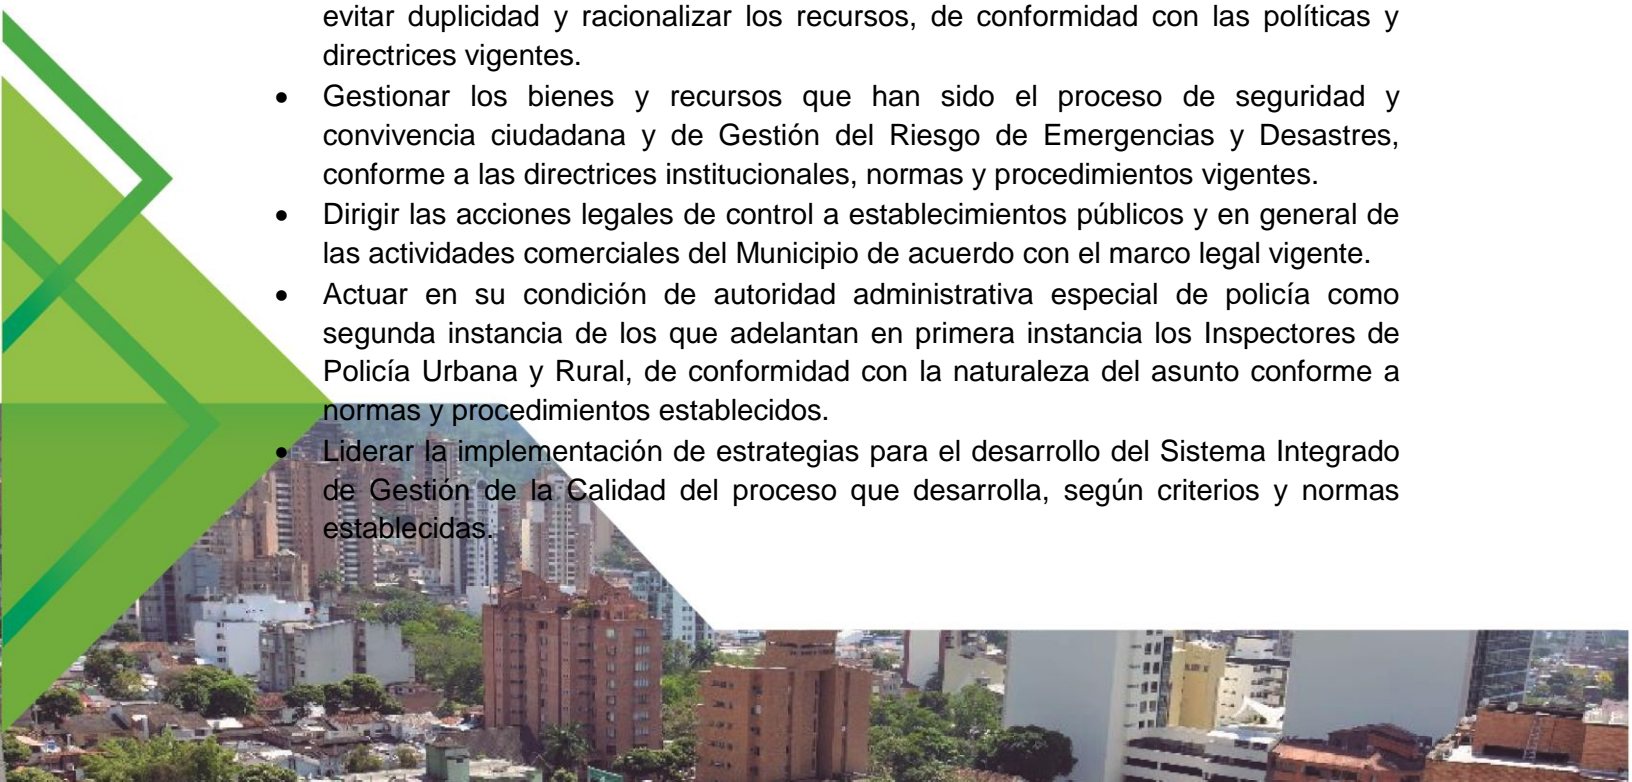 evitar duplicidad y racionalizar los recursos, de conformidad con las políticas y
directrices vigentes.
• Gestionar los bienes y recursos que han sido el proceso de seguridad y
convivencia ciudadana y de Gestión del Riesgo de Emergencias y Desastres,
conforme a las directrices institucionales, normas y procedimientos vigentes.
• Dirigir las acciones legales de control a establecimientos públicos y en general de
las actividades comerciales del Municipio de acuerdo con el marco legal vigente.
• Actuar en su condición de autoridad administrativa especial de policía como
segunda instancia de los que adelantan en primera instancia los Inspectores de
Policía Urbana y Rural, de conformidad con la naturaleza del asunto conforme a
normas y procedimientos establecidos.
• Liderar la implementación de estrategias para el desarrollo del Sistema Integrado
de Gestión de la Calidad del proceso que desarrolla, según criterios y normas
establecidas.